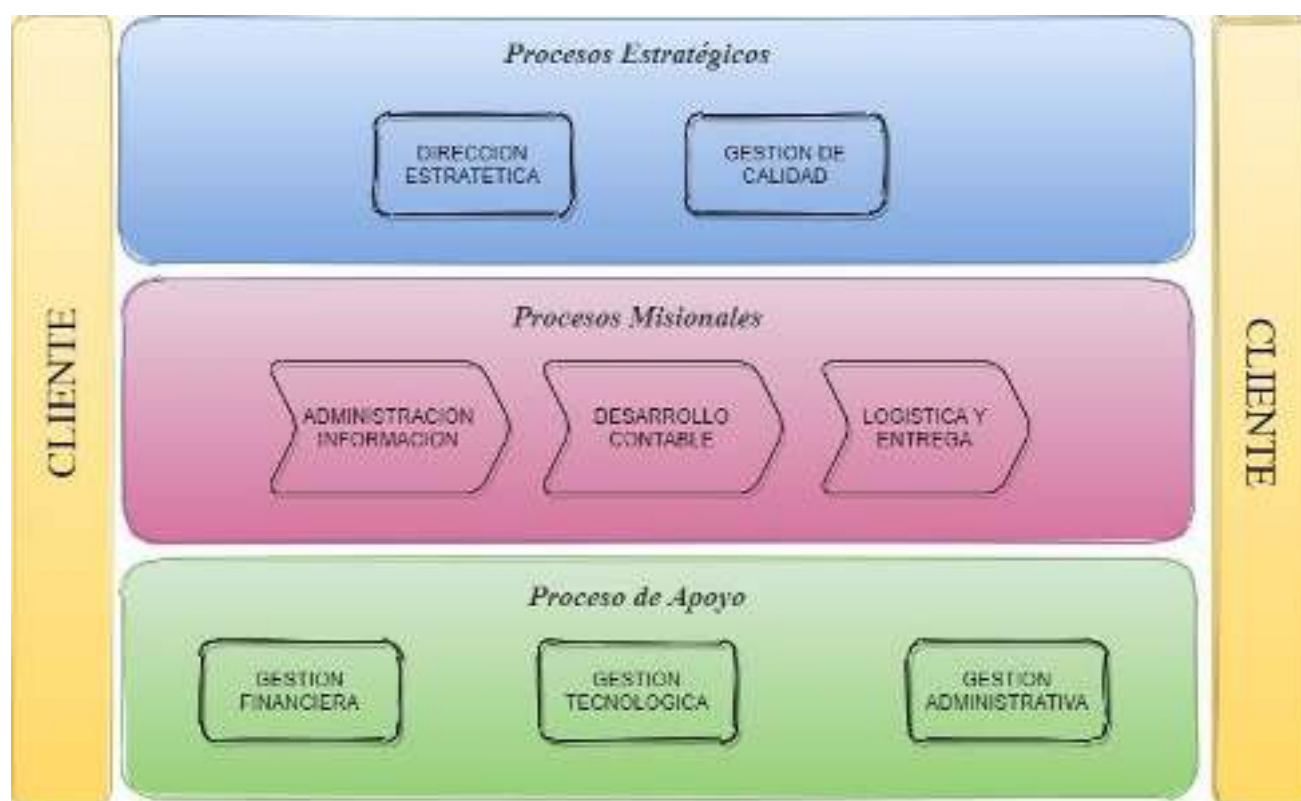 CLIENTE
Procesos Estratégicos
DIRECCION
ESTRATETICA
GESTION DE
CALIDAD
Procesos Misionales
ADMINISTRACION
INFORMACION
DESARROLLO
CONTABLE
LOGISTICA Y
ENTREGA
Proceso de Apoyo
GESTION
FINANCIERA
GESTION
TECNOLOGICA
GESTION
ADMINISTRATIVA
CLIENTE